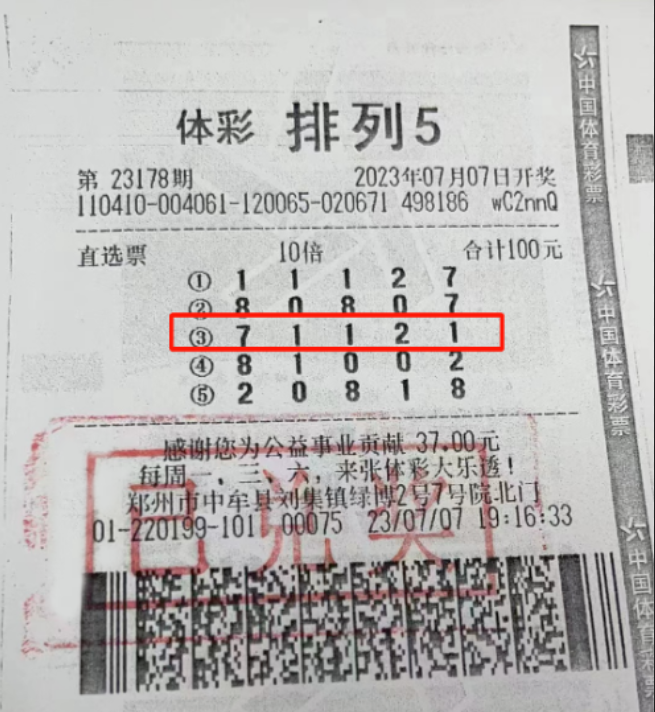 体彩 排列5
第 23178期 2023年07月07日开奖
110410-004061-120065-020671 498186 wC2nnQ
直选票 10倍 合计100元
① 1 1 1 2 7
② 8 0 8 0 7
③ 7 1 1 2 1
④ 8 1 0 0 2
⑤ 2 0 8 1 8
感谢您为公益事业贡献 37.00元
每周一、三、六，来张体彩大乐透！
郑州市中牟县刘集镇绿博2号7号院北门
01-220199-101 00075 23/07/07 19:16:33
已兑奖
中国体育彩票
中国体育彩票
中国体育彩票